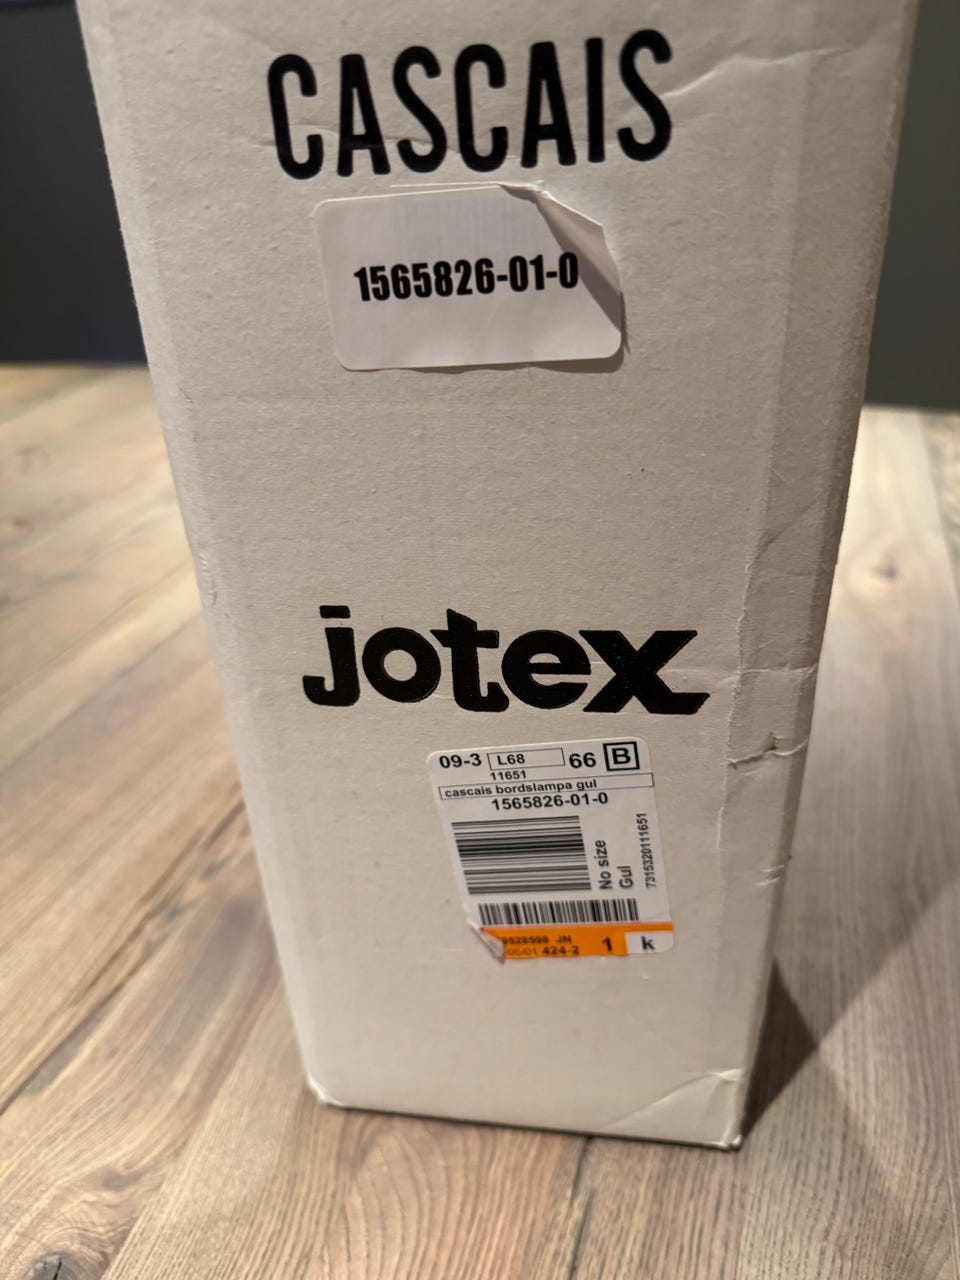 CASCAIS
1565826-01-0
jotex
09-3 L68 66 B
11651
cascais bordslampa gul
1565826-01-0
No size
Gul
7315320111651
424-2 1 k